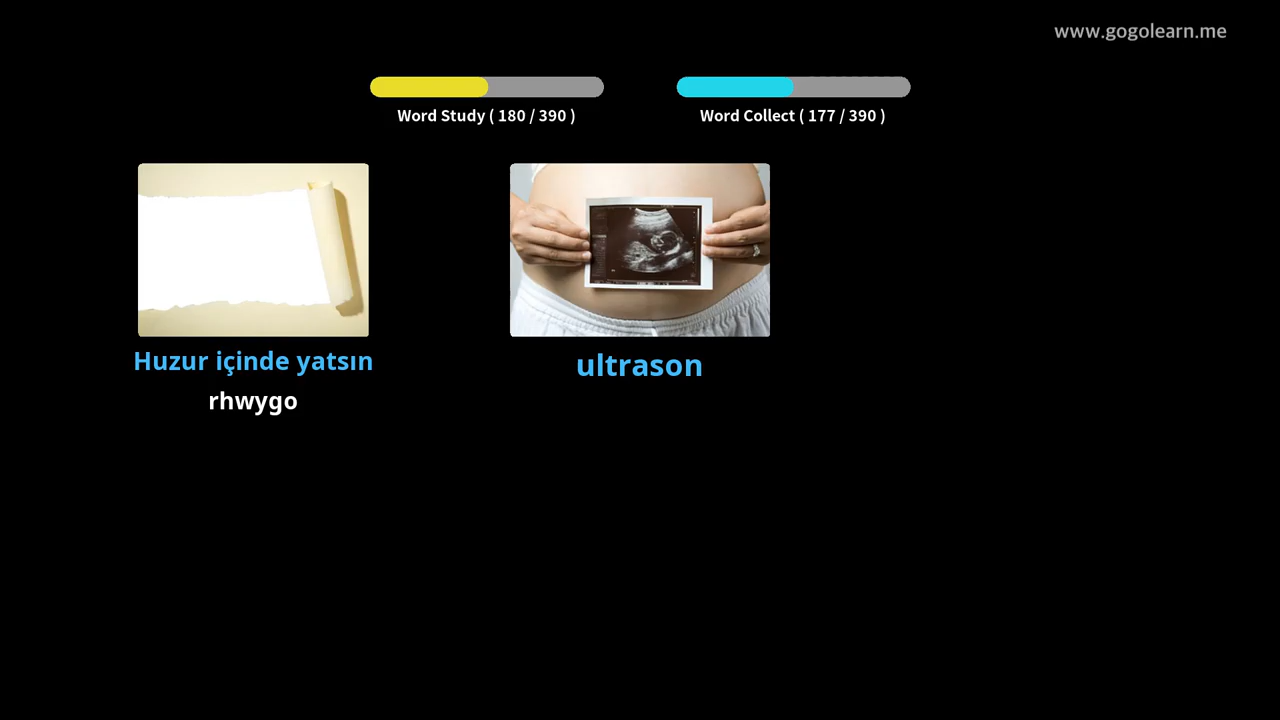 www.gogolearn.me
Word Study ( 180 / 390 )
Word Collect ( 177 / 390 )
Huzur içinde yatsın
rhwygo
ultrason